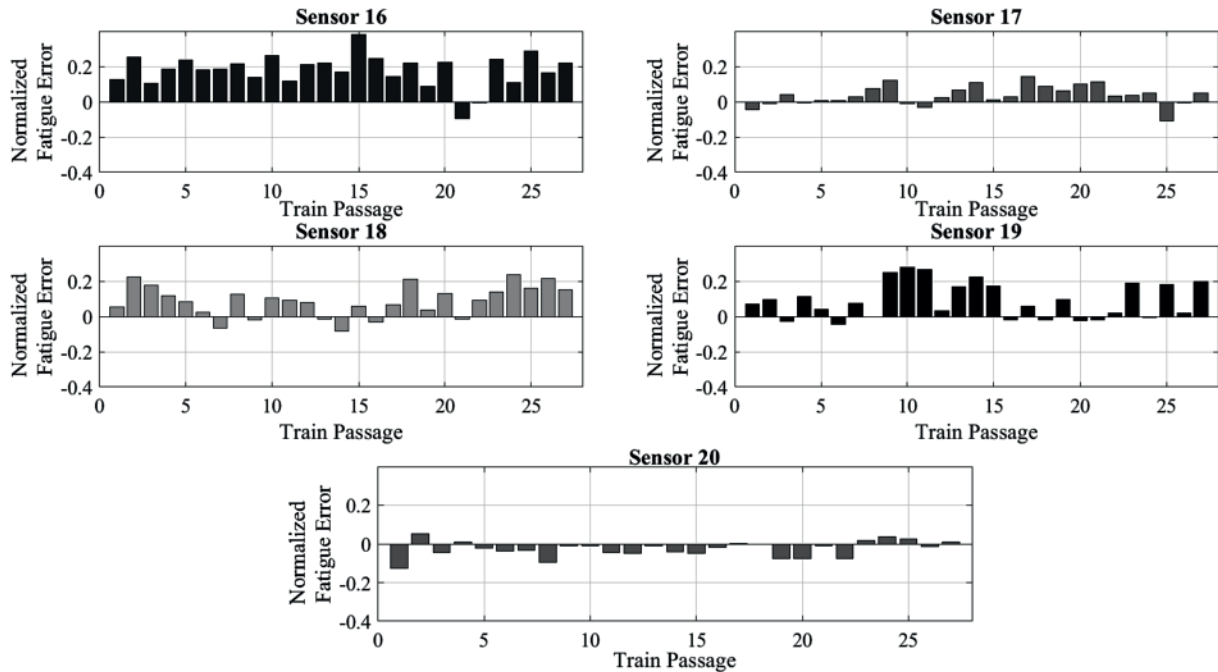 Sensor 16
Normalized
Fatigue Error
0.2
0
-0.2
-0.4
0 5 10 15 20 25
Train Passage
Sensor 17
Normalized
Fatigue Error
0.2
0
-0.2
-0.4
0 5 10 15 20 25
Train Passage
Sensor 18
Normalized
Fatigue Error
0.2
0
-0.2
-0.4
0 5 10 15 20 25
Train Passage
Sensor 19
Normalized
Fatigue Error
0.2
0
-0.2
-0.4
0 5 10 15 20 25
Train Passage
Sensor 20
Normalized
Fatigue Error
0.2
0
-0.2
-0.4
0 5 10 15 20 25
Train Passage